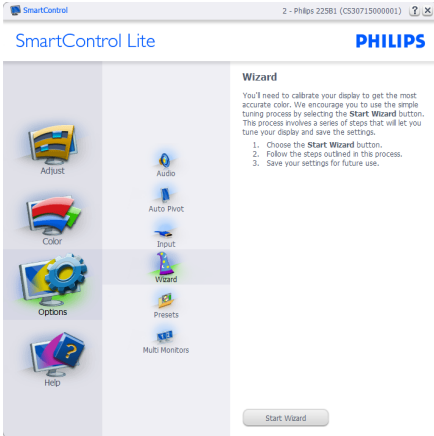 SmartControl
2 - Philips 225B1 (CS30715000001)
? X
SmartControl Lite
PHILIPS
Adjust
Color
Options
Help
Audio
Auto Pivot
Input
Wizard
Presets
Multi Monitors
Wizard
You'll need to calibrate your display to get the most
accurate color. We encourage you to use the simple
tuning process by selecting the Start Wizard button.
This process involves a series of steps that will let you
tune your display and save the settings.
1. Choose the Start Wizard button.
2. Follow the steps outlined in this process.
3. Save your settings for future use.
Start Wizard